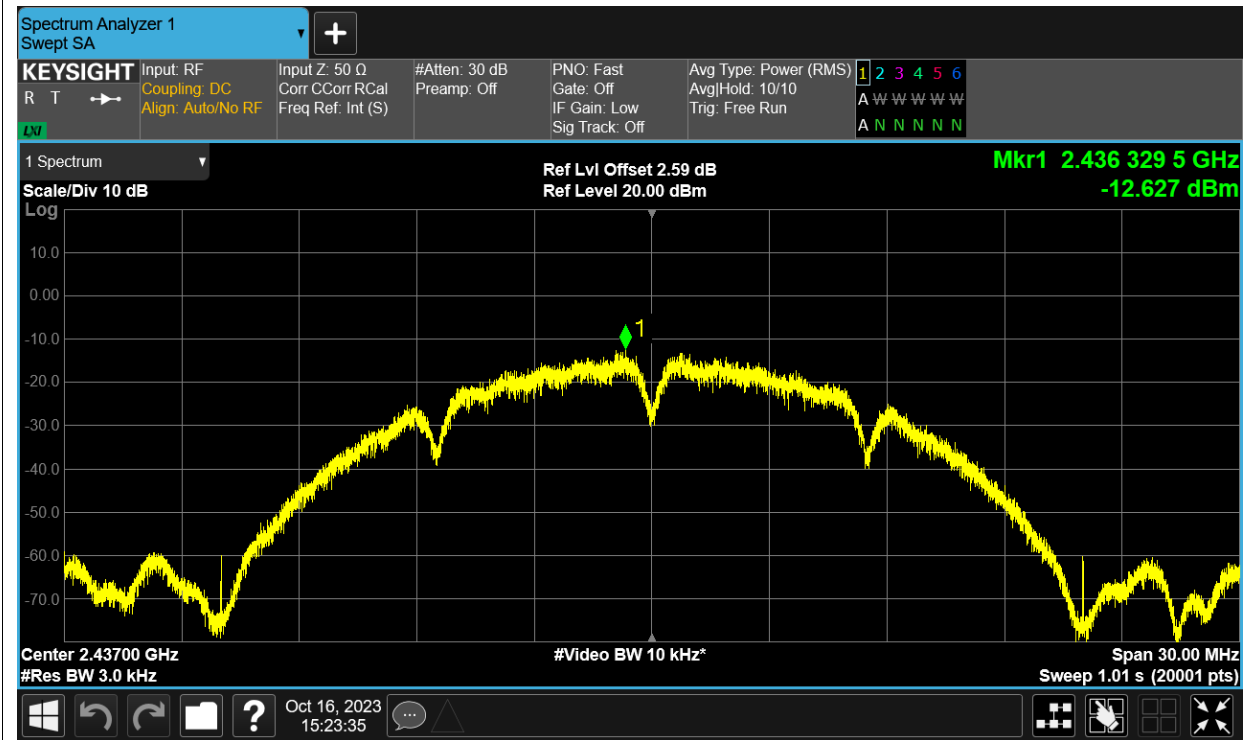 Spectrum Analyzer 1
Swept SA
KEYSIGHT
R T
LXI
Input: RF
Coupling: DC
Align: Auto/No RF
Input Z: 50 Ω
Corr CCorr RCal
Freq Ref: Int (S)
#Atten: 30 dB
Preamp: Off
PNO: Fast
Gate: Off
IF Gain: Low
Sig Track: Off
Avg Type: Power (RMS)
Avg|Hold: 10/10
Trig: Free Run
1 2 3 4 5 6
A W W W W W
A N N N N N
1 Spectrum
Scale/Div 10 dB
Log
Ref Lvl Offset 2.59 dB
Ref Level 20.00 dBm
Mkr1 2.436 329 5 GHz
-12.627 dBm
10.0
0.00
-10.0
-20.0
-30.0
-40.0
-50.0
-60.0
-70.0
1
Center 2.43700 GHz
#Res BW 3.0 kHz
#Video BW 10 kHz*
Span 30.00 MHz
Sweep 1.01 s (20001 pts)
?
Oct 16, 2023
15:23:35